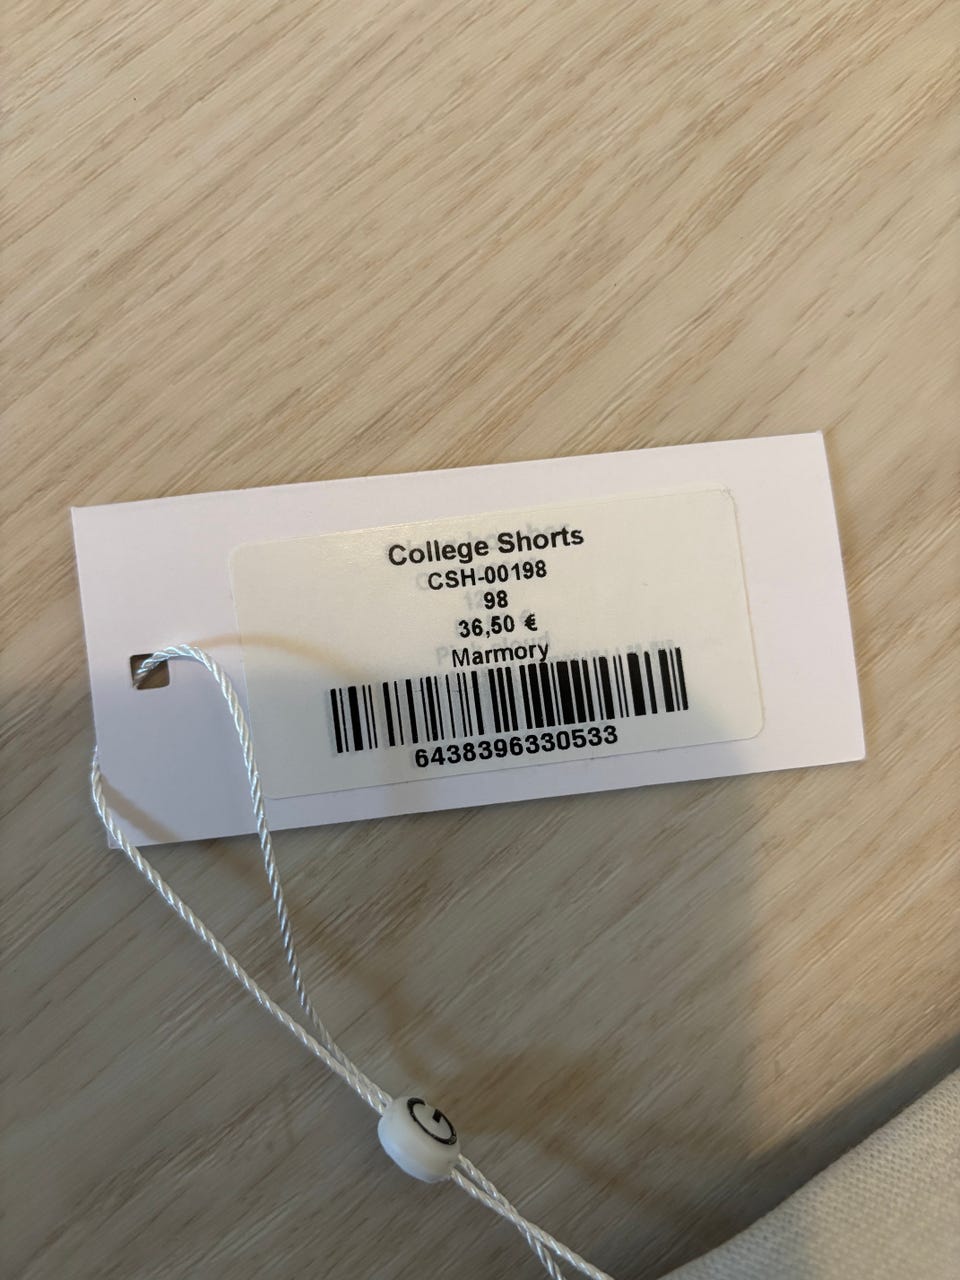 College Shorts
CSH-00198
98
36,50 €
Marmory
6438396330533
G